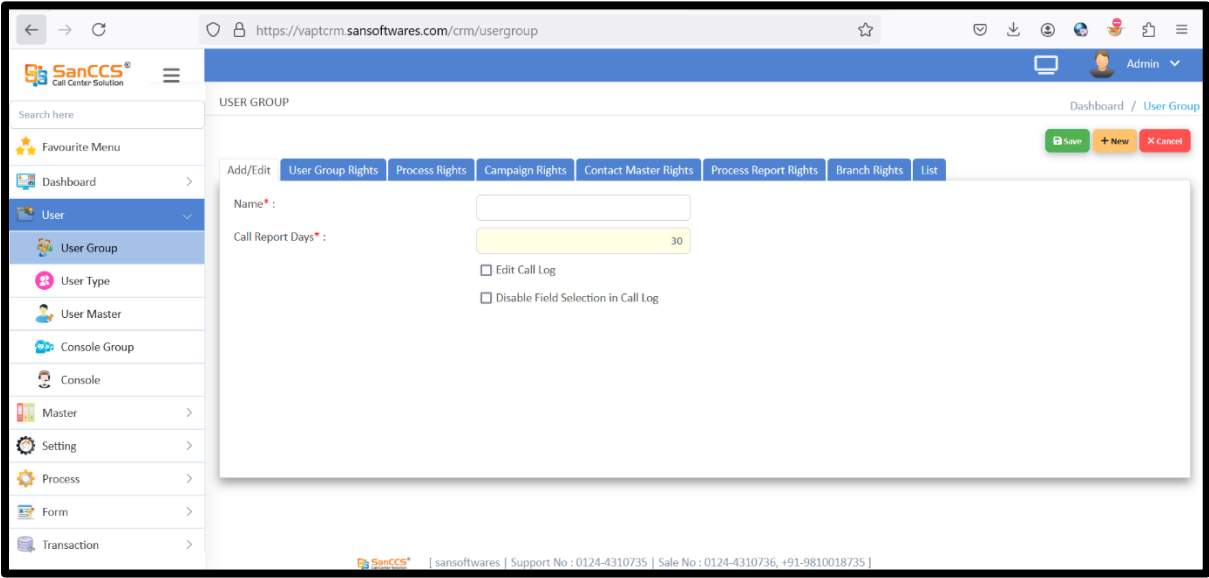 https://vaptcrm.sansoftwares.com/crm/usergroup
SanCCS®
Call Center Solution
Admin
Search here
USER GROUP
Dashboard / User Group
Save
+ New
X Cancel
Favourite Menu
Dashboard
User
User Group
User Type
User Master
Console Group
Console
Master
Setting
Process
Form
Transaction
Add/Edit
User Group Rights
Process Rights
Campaign Rights
Contact Master Rights
Process Report Rights
Branch Rights
List
Name* :
Call Report Days* :
30
Edit Call Log
Disable Field Selection in Call Log
SanCCS® [ sansoftwares | Support No : 0124-4310735 | Sale No : 0124-4310736, +91-9810018735 ]